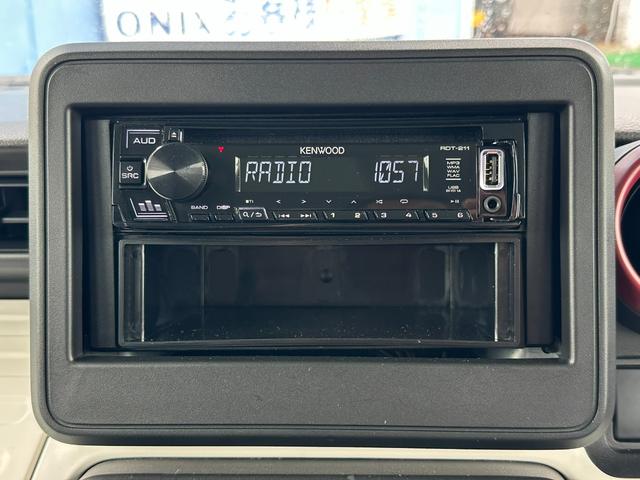 ONIX
AUD
KENWOOD
RDT-211
SRC
RADIO 1057
MP3
WMA
WAV
FLAC
USB
BAND DISP
1 2 3 4 5 6